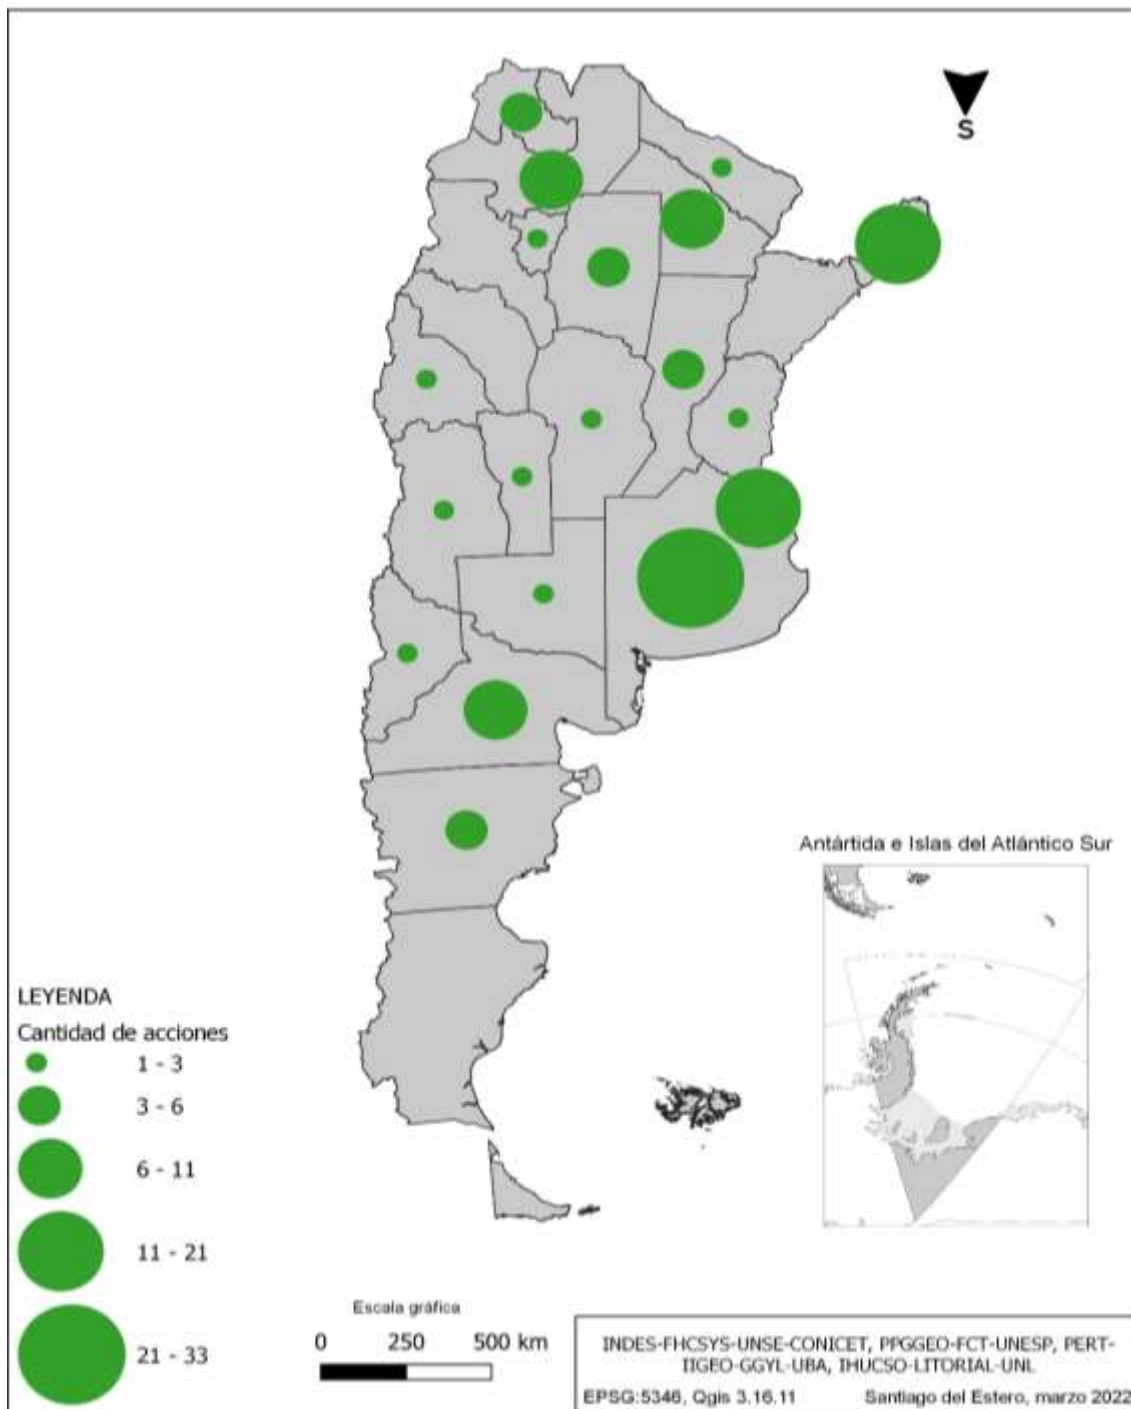 S
Antártida e Islas del Atlántico Sur
LEYENDA
Cantidad de acciones
1 - 3
3 - 6
6 - 11
11 - 21
21 - 33
Escala gráfica
0 250 500 km
INDES-FHCSYS-UNSE-CONICET, PPGGEO-FCT-UNESP, PERT-
IIGEO-GGYL-UBA, IHUCSO-LITORIAL-UNL
EPSG:5346, Qgis 3.16.11 Santiago del Estero, marzo 2022